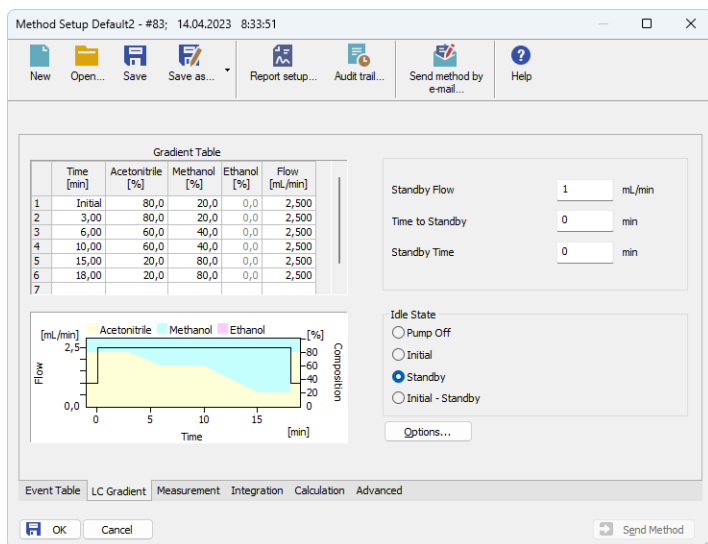 Method Setup Default2 - #83; 14.04.2023 8:33:51
New Open... Save Save as... Report setup... Audit trail... Send method by e-mail... Help
Gradient Table
Time [min] Acetonitrile [%] Methanol [%] Ethanol [%] Flow [mL/min]
1 Initial 80,0 20,0 0,0 2,500
2 3,00 80,0 20,0 0,0 2,500
3 6,00 60,0 40,0 0,0 2,500
4 10,00 60,0 40,0 0,0 2,500
5 15,00 20,0 80,0 0,0 2,500
6 18,00 20,0 80,0 0,0 2,500
7
Standby Flow 1 mL/min
Time to Standby 0 min
Standby Time 0 min
[mL/min] Acetonitrile Methanol Ethanol [%]
2,5
0,0
Flow
80
60
40
20
0
Composition
0 5 10 15
Time [min]
Idle State
Pump Off
Initial
Standby
Initial - Standby
Options...
Event Table LC Gradient Measurement Integration Calculation Advanced
OK Cancel Send Method